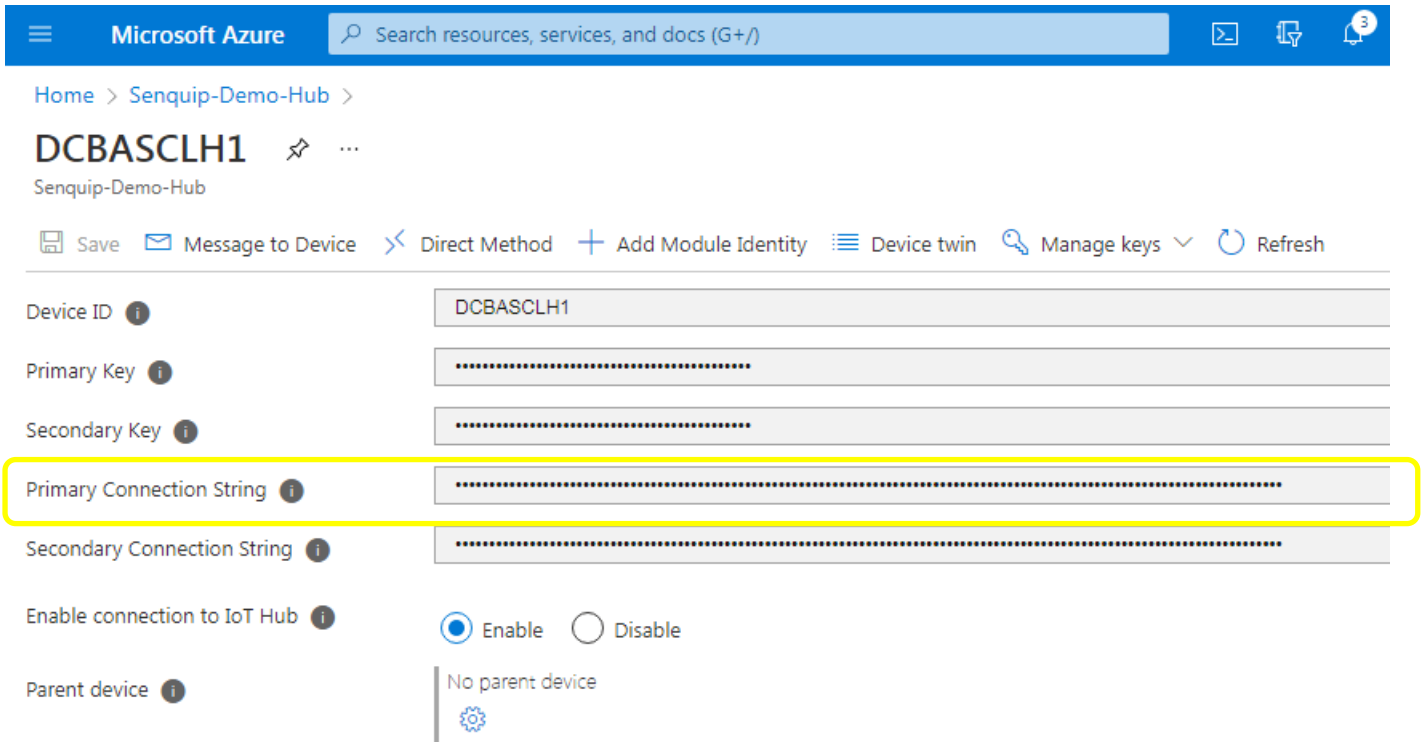 Microsoft Azure Search resources, services, and docs (G+/) 3
Home > Senquip-Demo-Hub >
DCBASCLH1 ...
Senquip-Demo-Hub
Save Message to Device Direct Method Add Module Identity Device twin Manage keys Refresh
Device ID DCBASCLH1
Primary Key
Secondary Key
Primary Connection String
Secondary Connection String
Enable connection to IoT Hub Enable Disable
Parent device No parent device